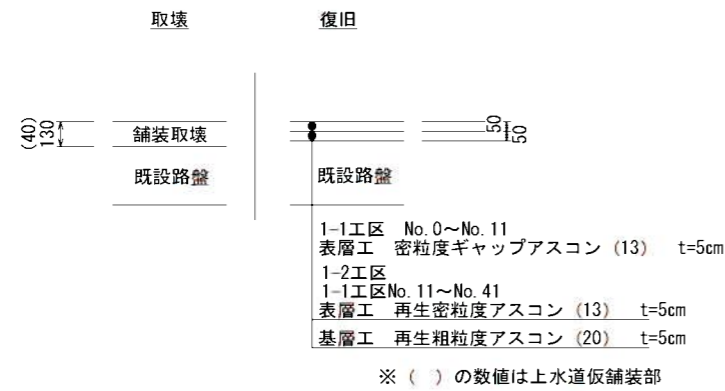 取壊
復旧
(40)
130
舗装取壊
既設路盤
既設路盤
50
50
1-1工区 No.0～No.11
表層工 密粒度ギャップアスコン (13) t=5cm
1-2工区
1-1工区No.11～No.41
表層工 再生密粒度アスコン (13) t=5cm
基層工 再生粗粒度アスコン (20) t=5cm
※ ( ) の数値は上水道仮舗装部